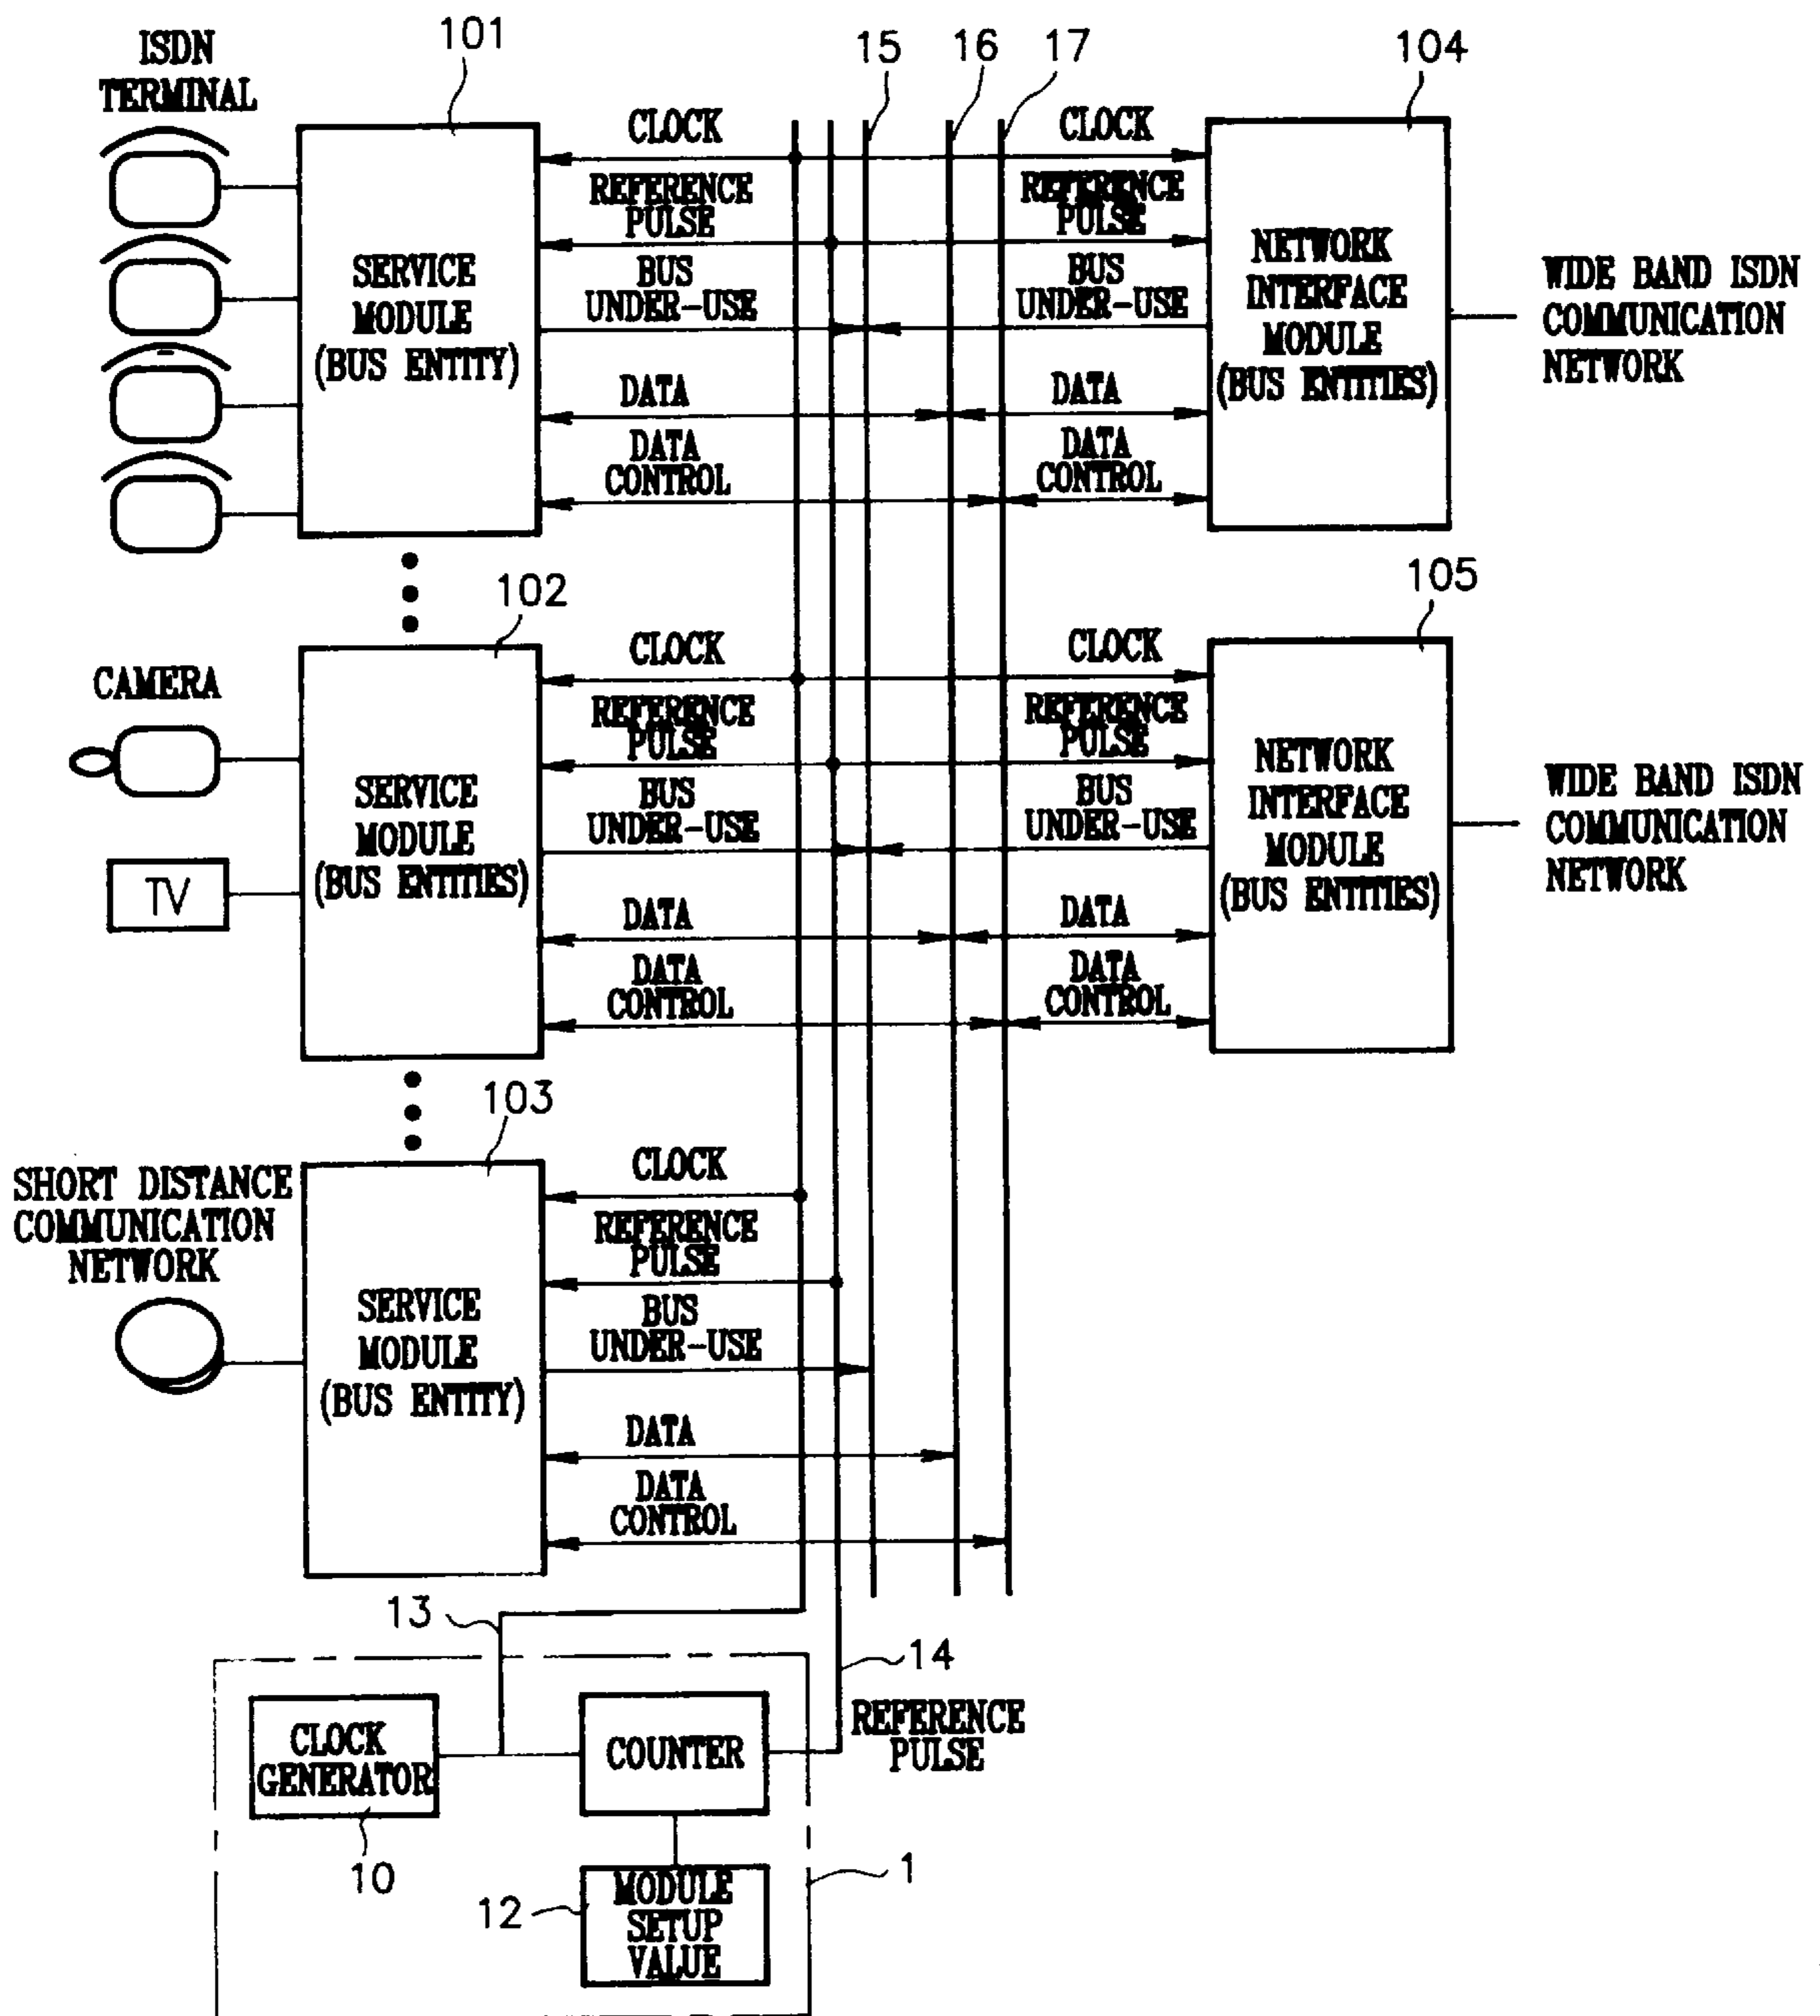 ISDN
TERMINAL
101
15
16
17
104
CLOCK
CLOCK
REFERENCE
PULSE
REFERENCE
PULSE
BUS
UNDER-USE
BUS
UNDER-USE
DATA
DATA
DATA
CONTROL
DATA
CONTROL
SERVICE
MODULE
(BUS ENTITY)
NETWORK
INTERFACE
MODULE
(BUS ENTITIES)
WIDE BAND ISDN
COMMUNICATION
NETWORK
102
105
CAMERA
TV
CLOCK
CLOCK
REFERENCE
PULSE
REFERENCE
PULSE
BUS
UNDER-USE
BUS
UNDER-USE
DATA
DATA
DATA
CONTROL
DATA
CONTROL
SERVICE
MODULE
(BUS ENTITIES)
NETWORK
INTERFACE
MODULE
(BUS ENTITIES)
WIDE BAND ISDN
COMMUNICATION
NETWORK
103
SHORT DISTANCE
COMMUNICATION
NETWORK
SERVICE
MODULE
(BUS ENTITY)
CLOCK
REFERENCE
PULSE
BUS
UNDER-USE
DATA
DATA
CONTROL
13
14
REFERENCE
PULSE
CLOCK
GENERATOR
COUNTER
10
1
12
MODULE
SETUP
VALUE